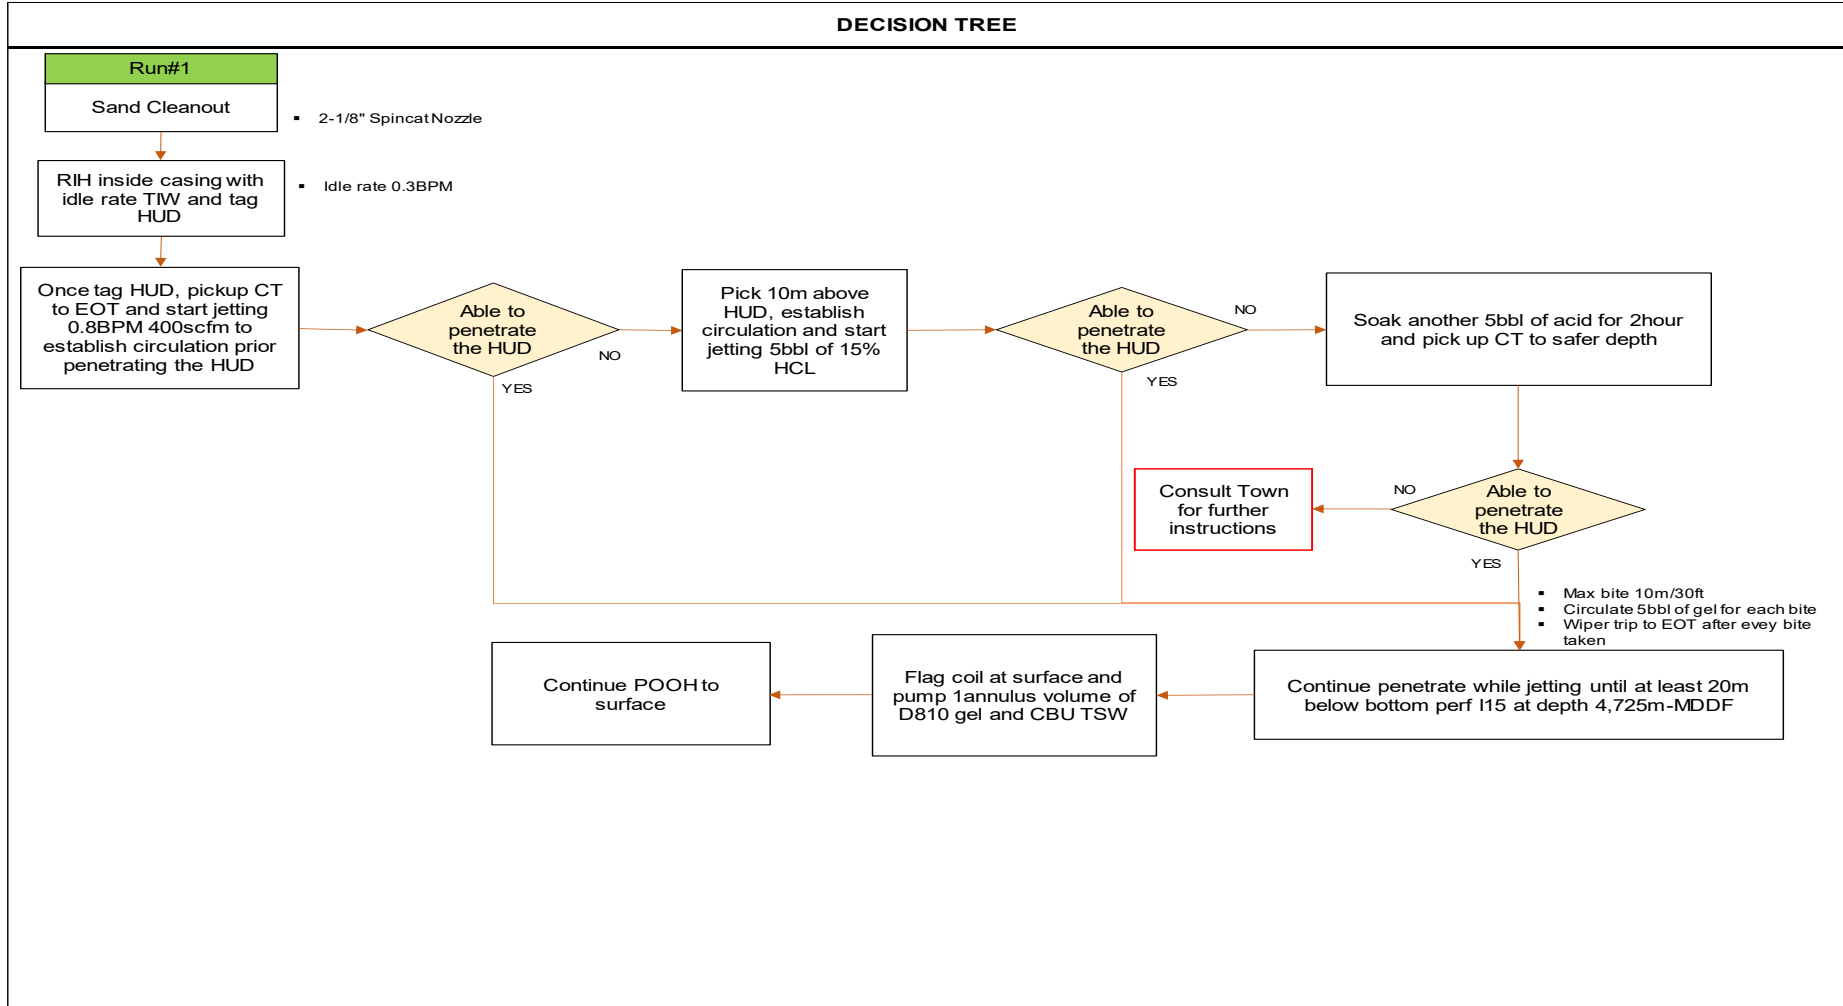 DECISION TREE
Run#1
Sand Cleanout
▪ 2-1/8" Spincat Nozzle
RIH inside casing with
idle rate TIW and tag
HUD
▪ Idle rate 0.3BPM
Once tag HUD, pickup CT
to EOT and start jetting
0.8BPM 400scfm to
establish circulation prior
penetrating the HUD
Able to
penetrate
the HUD
NO
YES
Pick 10m above
HUD, establish
circulation and start
jetting 5bbl of 15%
HCL
Able to
penetrate
the HUD
NO
YES
Soak another 5bbl of acid for 2hour
and pick up CT to safer depth
Able to
penetrate
the HUD
NO
YES
Consult Town
for further
instructions
▪ Max bite 10m/30ft
▪ Circulate 5bbl of gel for each bite
▪ Wiper trip to EOT after evey bite
taken
Continue penetrate while jetting until at least 20m
below bottom perf I15 at depth 4,725m-MDDF
Flag coil at surface and
pump 1annulus volume of
D810 gel and CBU TSW
Continue POOH to
surface